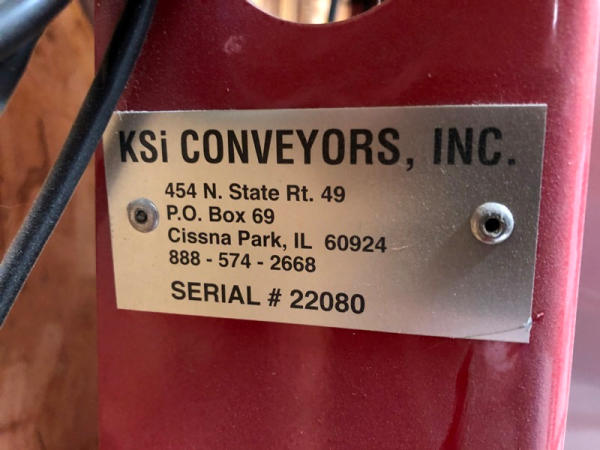 KSi CONVEYORS, INC.
454 N. State Rt. 49
P.O. Box 69
Cissna Park, IL 60924
888 - 574 - 2668
SERIAL # 22080